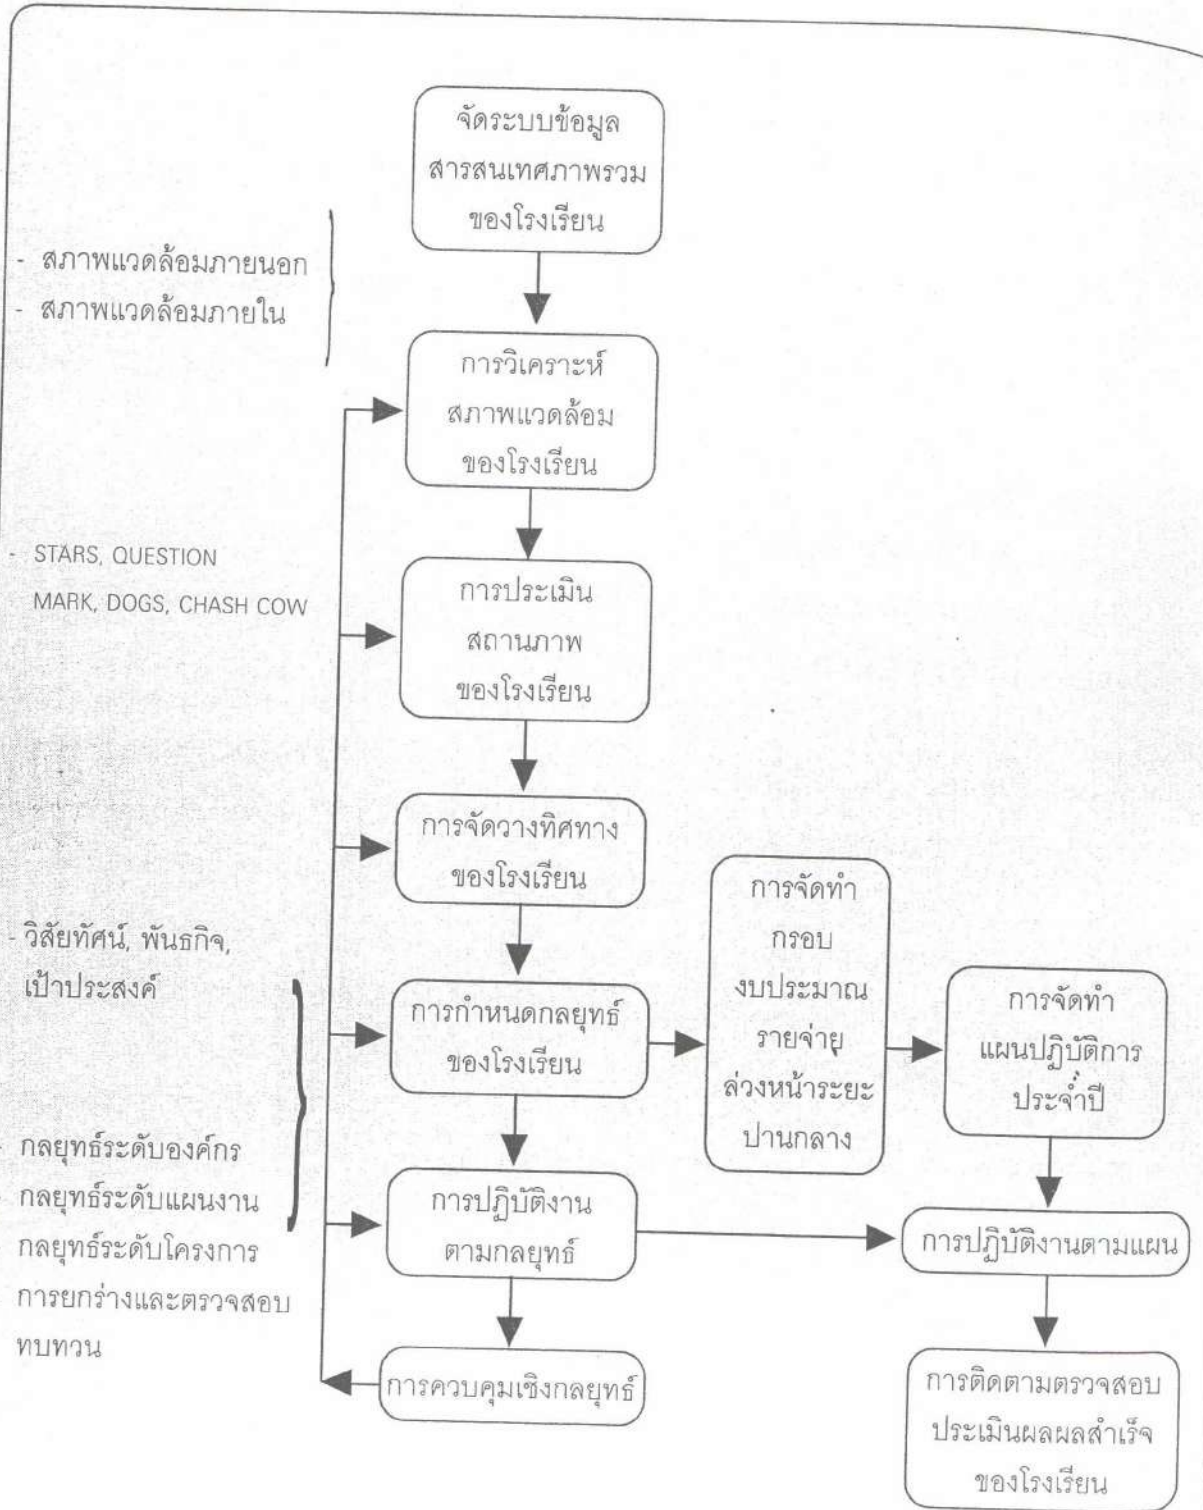 จัดระบบข้อมูล
สารสนเทศภาพรวม
ของโรงเรียน
- สภาพแวดล้อมภายนอก
- สภาพแวดล้อมภายใน
การวิเคราะห์
สภาพแวดล้อม
ของโรงเรียน
- STARS, QUESTION
MARK, DOGS, CHASH COW
การประเมิน
สถานภาพ
ของโรงเรียน
การจัดวางทิศทาง
ของโรงเรียน
- วิสัยทัศน์, พันธกิจ,
เป้าประสงค์
การกำหนดกลยุทธ์
ของโรงเรียน
การจัดทำ
กรอบ
งบประมาณ
รายจ่าย
ล่วงหน้าระยะ
ปานกลาง
การจัดทำ
แผนปฏิบัติการ
ประจำปี
กลยุทธ์ระดับองค์กร
กลยุทธ์ระดับแผนงาน
กลยุทธ์ระดับโครงการ
การยกร่างและตรวจสอบ
ทบทวน
การปฏิบัติงาน
ตามกลยุทธ์
การปฏิบัติงานตามแผน
การควบคุมเชิงกลยุทธ์
การติดตามตรวจสอบ
ประเมินผลผลสำเร็จ
ของโรงเรียน